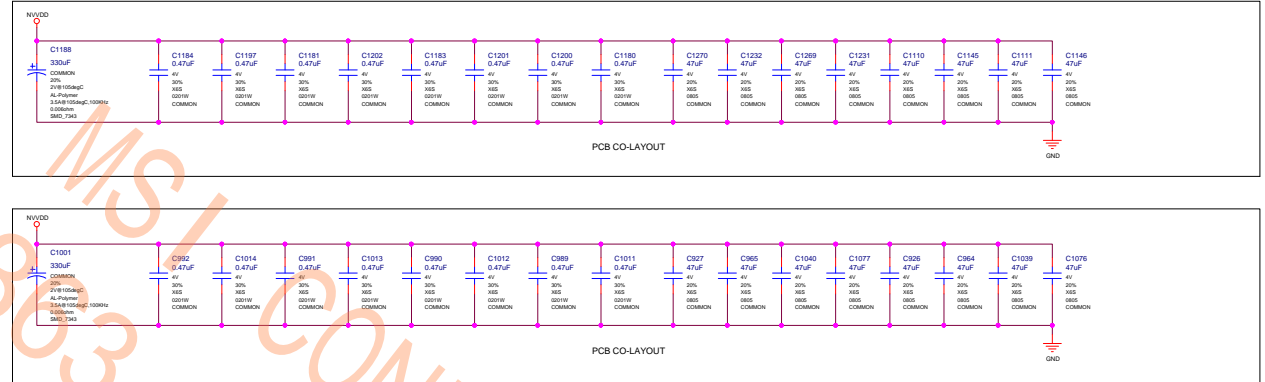 NVVDD
C1188
330uF
COMMON
20%
2V@105degC
AL-Polymer
3.5A@105degC,100KHz
0.006ohm
SMD_7343
C1184
0.47uF
4V
30%
X6S
0201W
COMMON
C1197
0.47uF
4V
30%
X6S
0201W
COMMON
C1181
0.47uF
4V
30%
X6S
0201W
COMMON
C1202
0.47uF
4V
30%
X6S
0201W
COMMON
C1183
0.47uF
4V
30%
X6S
0201W
COMMON
C1201
0.47uF
4V
30%
X6S
0201W
COMMON
C1200
0.47uF
4V
30%
X6S
0201W
COMMON
C1180
0.47uF
4V
30%
X6S
0201W
COMMON
C1270
47uF
4V
20%
X6S
0805
COMMON
C1232
47uF
4V
20%
X6S
0805
COMMON
C1269
47uF
4V
20%
X6S
0805
COMMON
C1231
47uF
4V
20%
X6S
0805
COMMON
C1110
47uF
4V
20%
X6S
0805
COMMON
C1145
47uF
4V
20%
X6S
0805
COMMON
C1111
47uF
4V
20%
X6S
0805
COMMON
C1146
47uF
4V
20%
X6S
0805
COMMON
PCB CO-LAYOUT
GND
NVVDD
C1001
330uF
COMMON
20%
2V@105degC
AL-Polymer
3.5A@105degC,100KHz
0.006ohm
SMD_7343
C992
0.47uF
4V
30%
X6S
0201W
COMMON
C1014
0.47uF
4V
30%
X6S
0201W
COMMON
C991
0.47uF
4V
30%
X6S
0201W
COMMON
C1013
0.47uF
4V
30%
X6S
0201W
COMMON
C990
0.47uF
4V
30%
X6S
0201W
COMMON
C1012
0.47uF
4V
30%
X6S
0201W
COMMON
C989
0.47uF
4V
30%
X6S
0201W
COMMON
C1011
0.47uF
4V
30%
X6S
0201W
COMMON
C927
47uF
4V
20%
X6S
0805
COMMON
C965
47uF
4V
20%
X6S
0805
COMMON
C1040
47uF
4V
20%
X6S
0805
COMMON
C1077
47uF
4V
20%
X6S
0805
COMMON
C926
47uF
4V
20%
X6S
0805
COMMON
C964
47uF
4V
20%
X6S
0805
COMMON
C1039
47uF
4V
20%
X6S
0805
COMMON
C1076
47uF
4V
20%
X6S
0805
COMMON
PCB CO-LAYOUT
GND
MSI CON
863